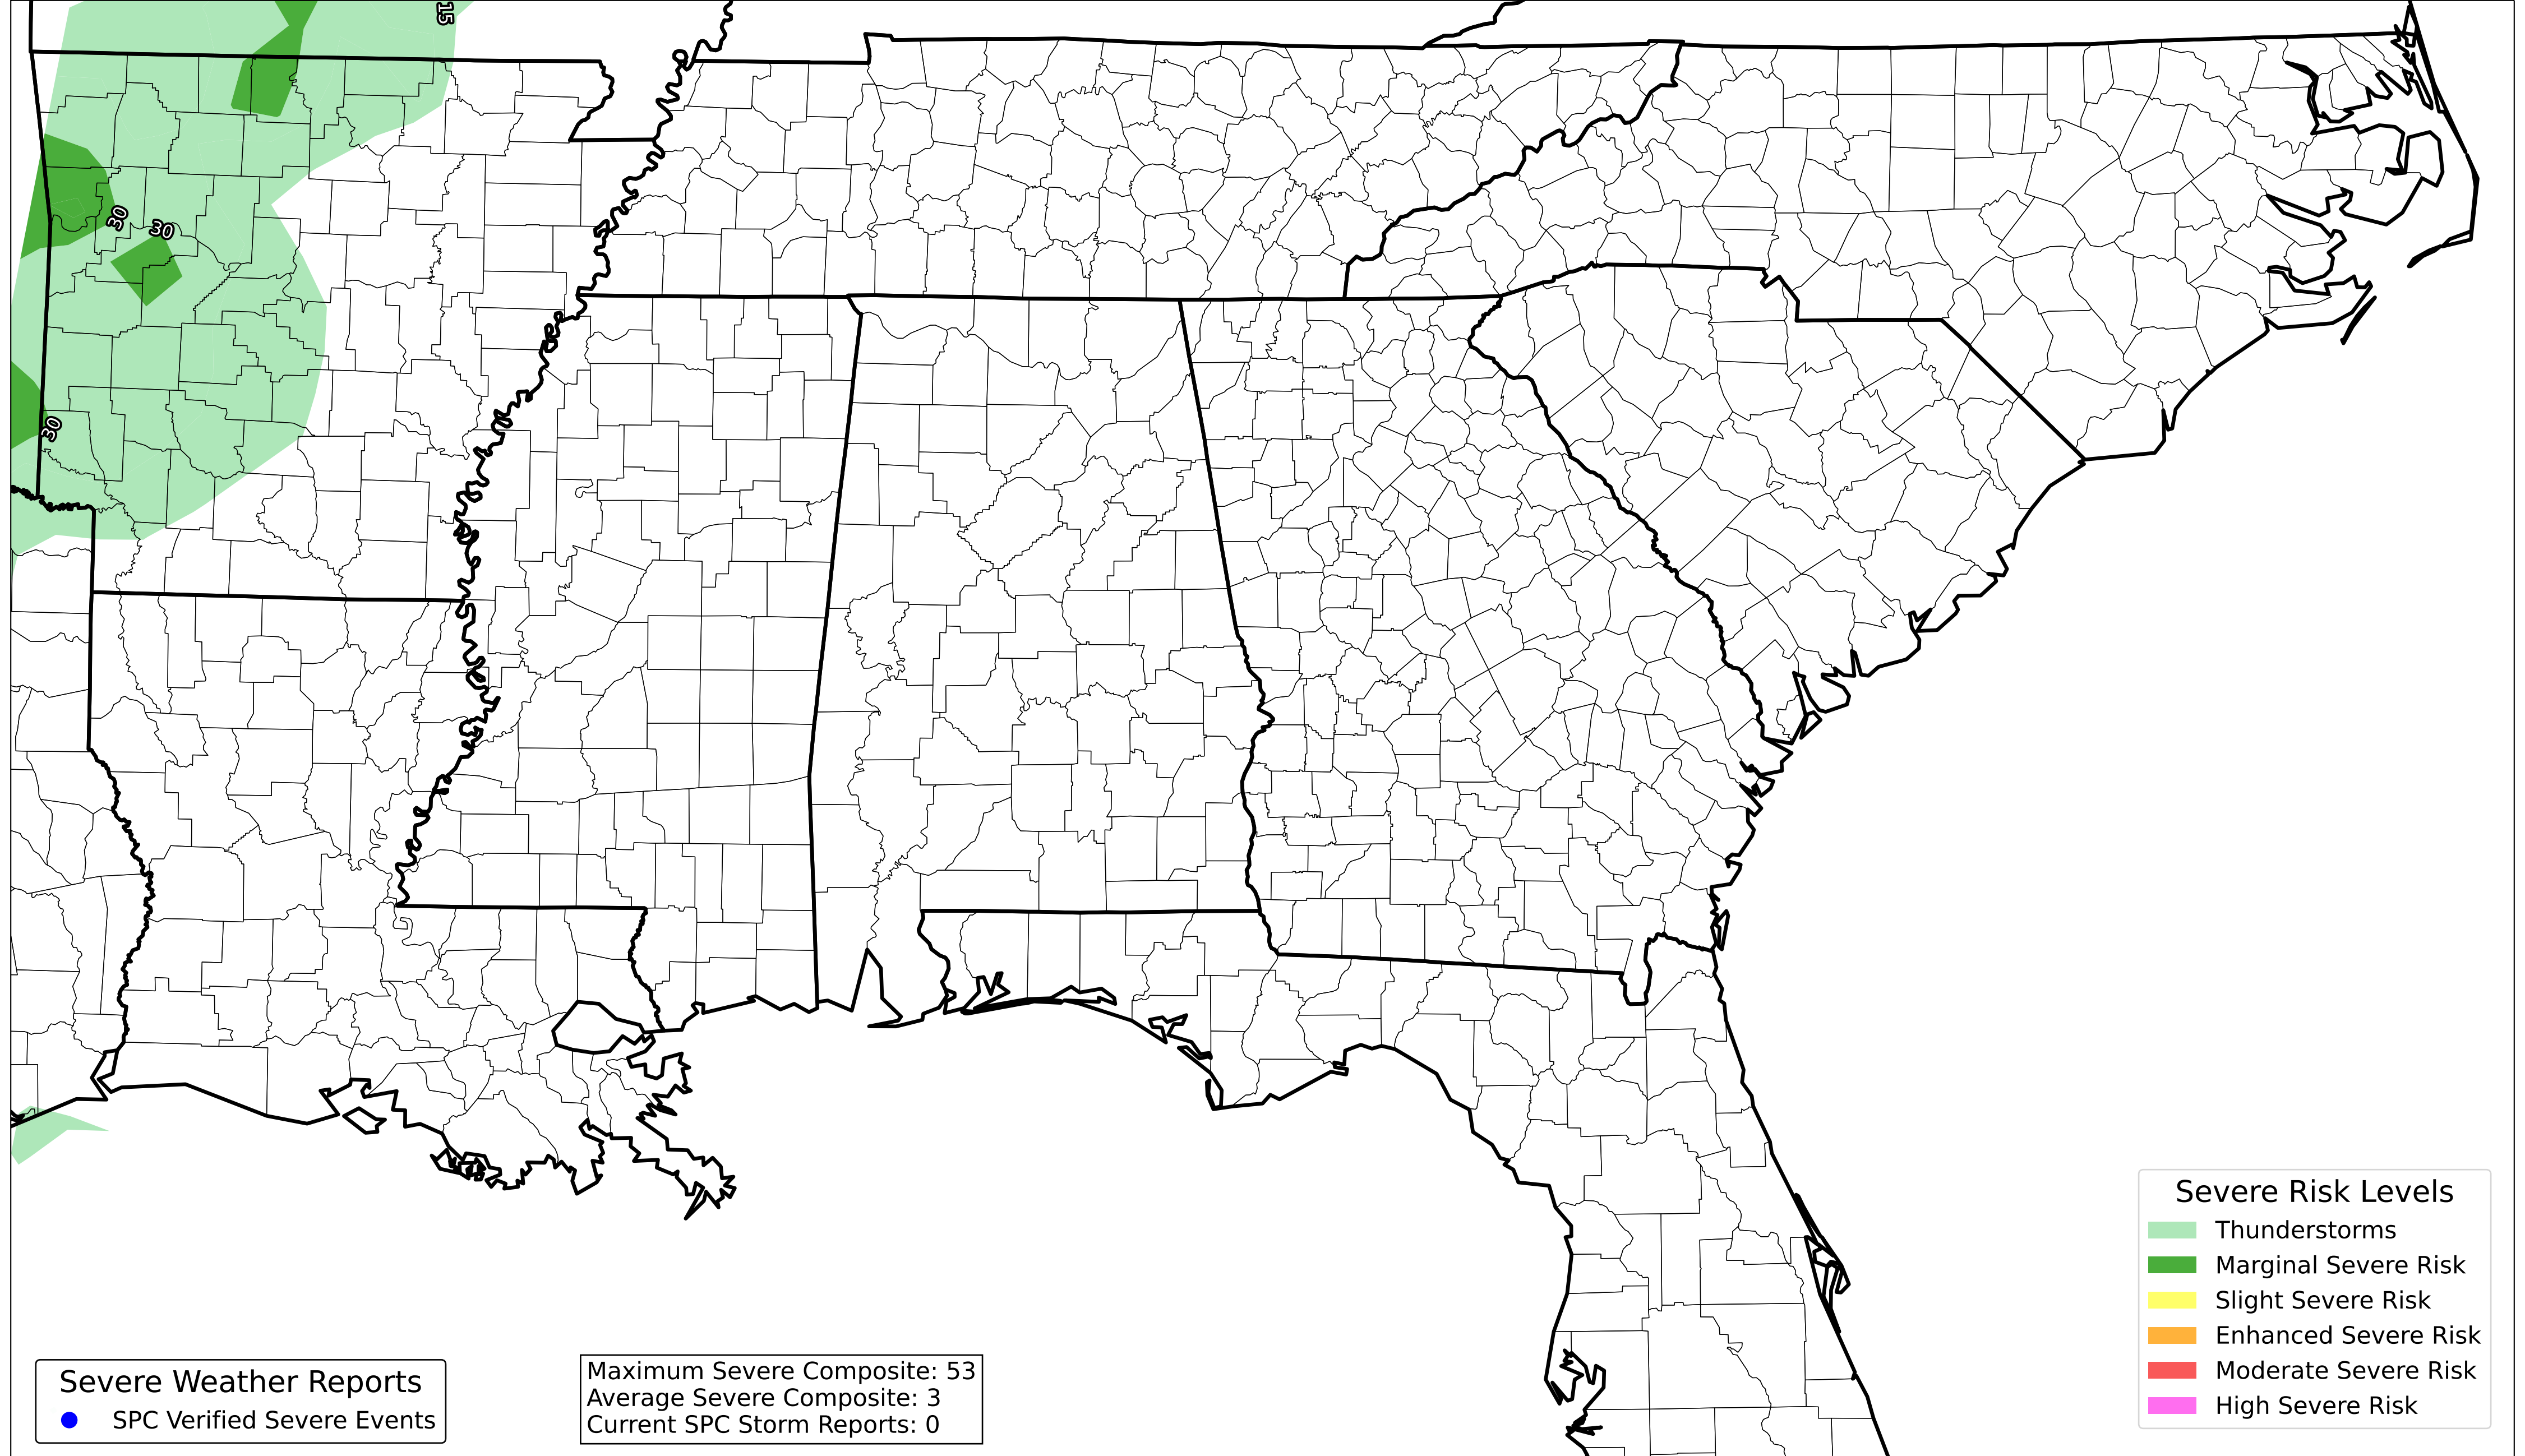 15
30
30
30
Severe Risk Levels
Thunderstorms
Marginal Severe Risk
Slight Severe Risk
Enhanced Severe Risk
Moderate Severe Risk
High Severe Risk
Severe Weather Reports
SPC Verified Severe Events
Maximum Severe Composite: 53
Average Severe Composite: 3
Current SPC Storm Reports: 0